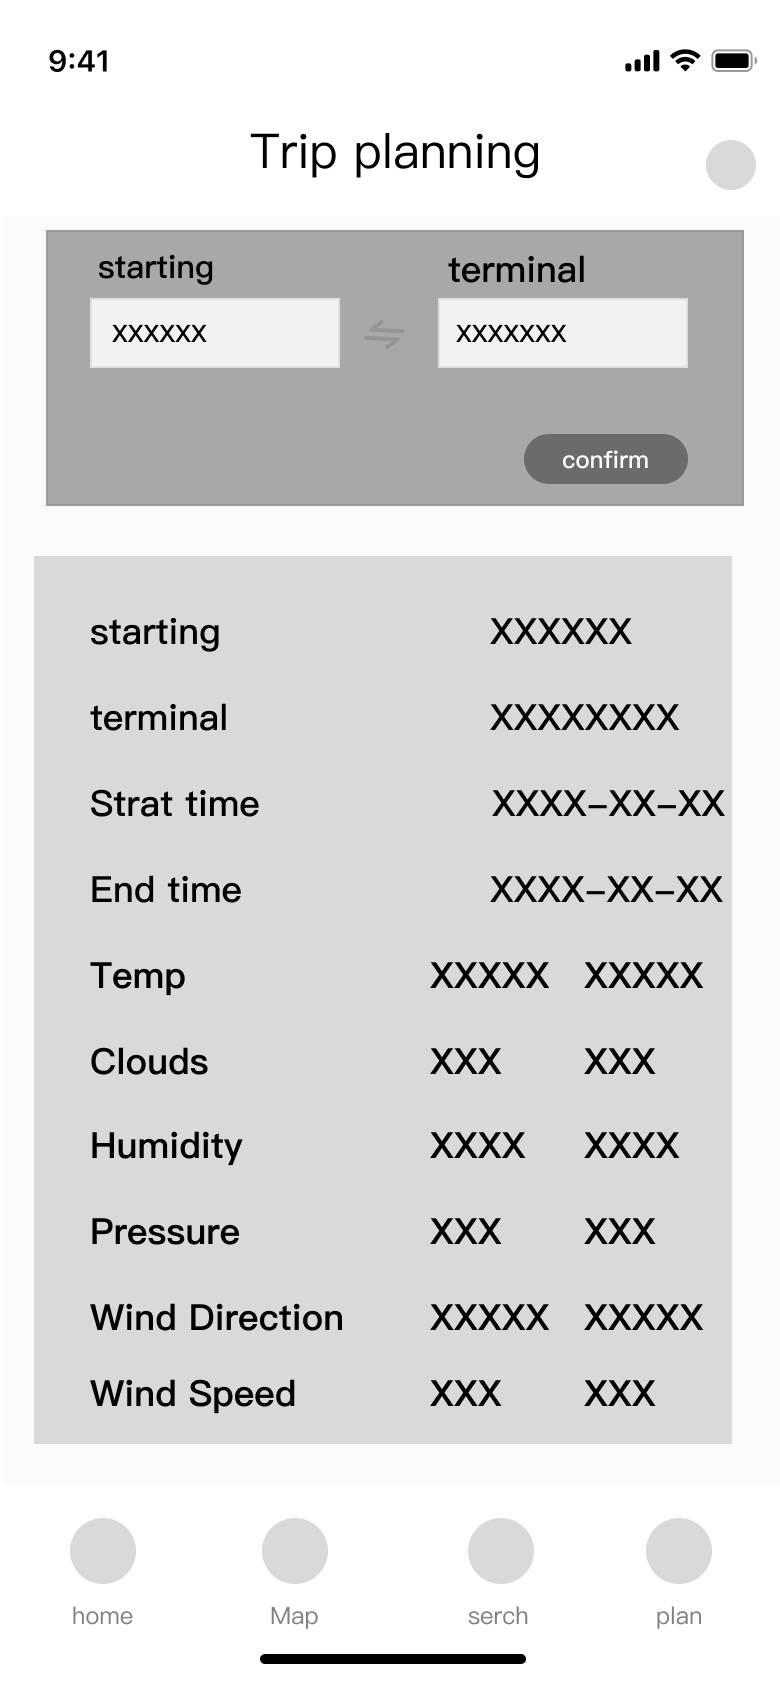 9:41
Trip planning
starting terminal
xxxxxx xxxxxxx
confirm
starting XXXXXX
terminal XXXXXXXX
Strat time XXXX–XX–XX
End time XXXX–XX–XX
Temp XXXXX XXXXX
Clouds XXX XXX
Humidity XXXX XXXX
Pressure XXX XXX
Wind Direction XXXXX XXXXX
Wind Speed XXX XXX
home Map serch plan